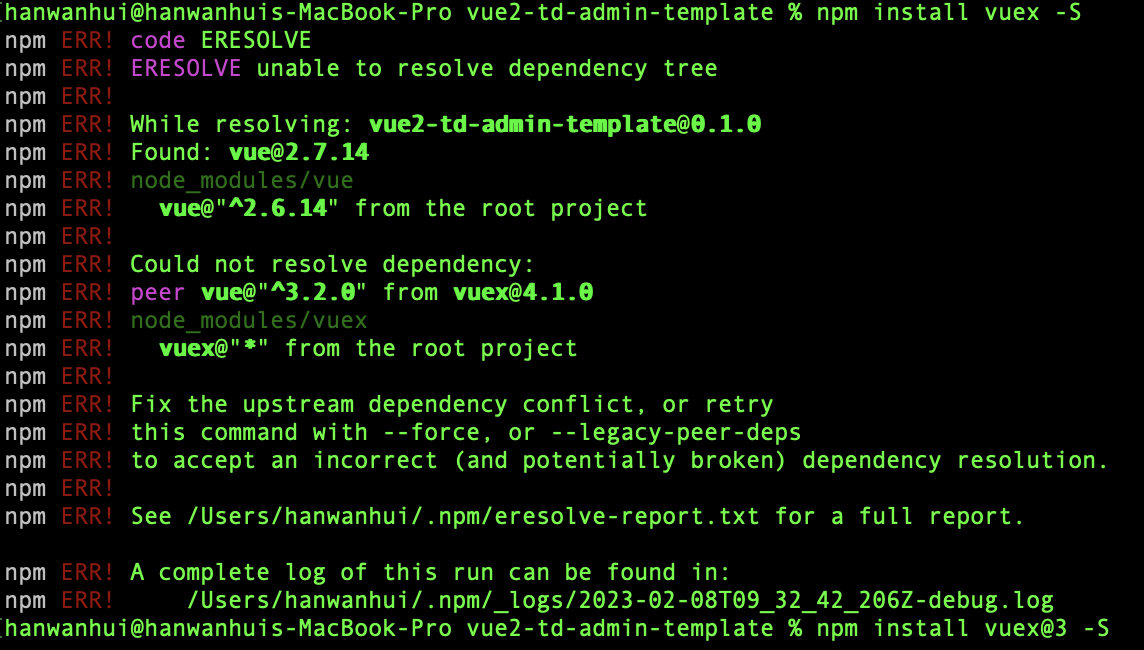 [hanwanhui@hanwanhuis-MacBook-Pro vue2-td-admin-template % npm install vuex -S
npm ERR! code ERESOLVE
npm ERR! ERESOLVE unable to resolve dependency tree
npm ERR!
npm ERR! While resolving: vue2-td-admin-template@0.1.0
npm ERR! Found: vue@2.7.14
npm ERR! node_modules/vue
npm ERR!   vue@"^2.6.14" from the root project
npm ERR!
npm ERR! Could not resolve dependency:
npm ERR! peer vue@"^3.2.0" from vuex@4.1.0
npm ERR! node_modules/vuex
npm ERR!   vuex@"*" from the root project
npm ERR!
npm ERR! Fix the upstream dependency conflict, or retry
npm ERR! this command with --force, or --legacy-peer-deps
npm ERR! to accept an incorrect (and potentially broken) dependency resolution.
npm ERR!
npm ERR! See /Users/hanwanhui/.npm/eresolve-report.txt for a full report.
npm ERR! A complete log of this run can be found in:
npm ERR!     /Users/hanwanhui/.npm/_logs/2023-02-08T09_32_42_206Z-debug.log
[hanwanhui@hanwanhuis-MacBook-Pro vue2-td-admin-template % npm install vuex@3 -S